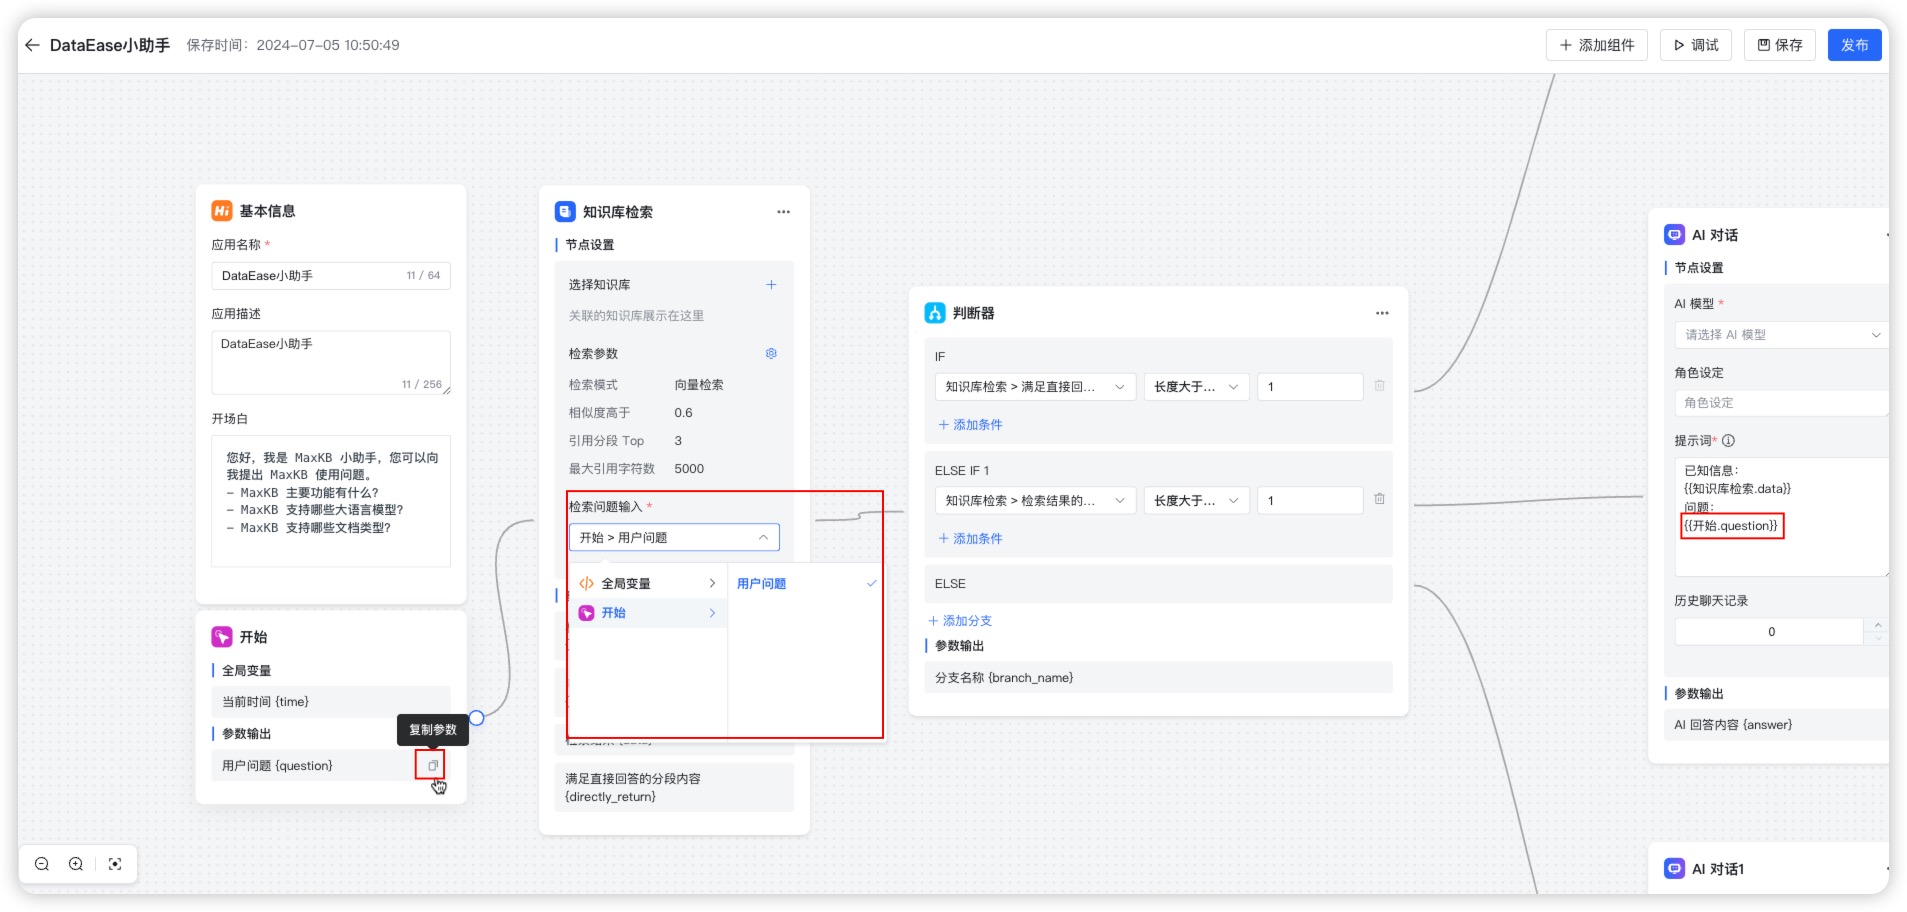 DataEase小助手 保存时间：2024-07-05 10:50:49
添加组件
调试
保存
发布
基本信息
应用名称 *
DataEase小助手 11 / 64
应用描述
DataEase小助手
11 / 256
开场白
您好，我是 MaxKB 小助手，您可以向
我提出 MaxKB 使用问题。
- MaxKB 主要功能有什么？
- MaxKB 支持哪些大语言模型？
- MaxKB 支持哪些文档类型？
开始
全局变量
当前时间 {time}
参数输出
复制参数
用户问题 {question}
知识库检索
节点设置
选择知识库
关联的知识库展示在这里
检索参数
检索模式 向量检索
相似度高于 0.6
引用分段 Top 3
最大引用字符数 5000
检索问题输入 *
开始 > 用户问题
全局变量
开始
用户问题
满足直接回答的分段内容
{directly_return}
判断器
IF
知识库检索 > 满足直接回... 长度大于... 1
添加条件
ELSE IF 1
知识库检索 > 检索结果的... 长度大于... 1
添加条件
ELSE
添加分支
参数输出
分支名称 {branch_name}
AI 对话
节点设置
AI 模型 *
请选择 AI 模型
角色设定
角色设定
提示词*
已知信息：
{{知识库检索.data}}
问题：
{{开始.question}}
历史聊天记录
0
参数输出
AI 回答内容 {answer}
AI 对话1